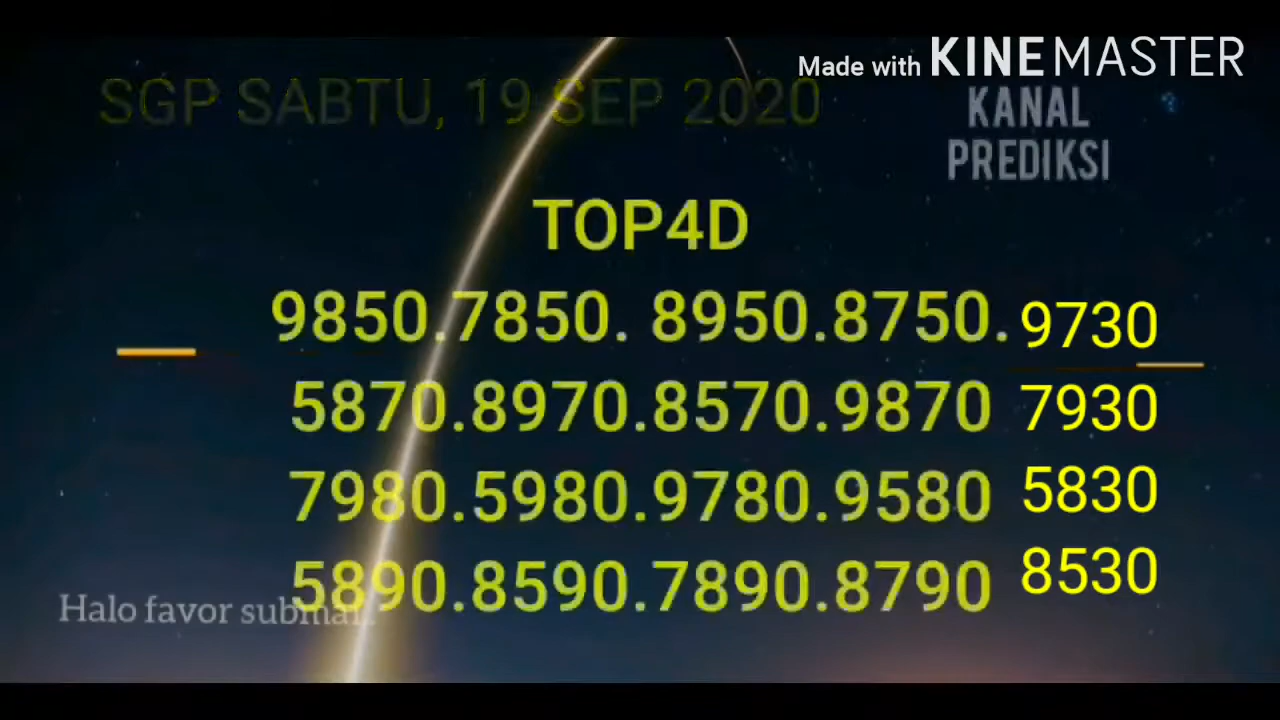 Made with KINEMASTER
SGP SABTU, 19 SEP 2020
KANAL
PREDIKSI
TOP4D
9850.7850. 8950.8750. 9730
5870.8970.8570.9870 7930
7980.5980.9780.9580 5830
5890.8590.7890.8790 8530
Halo favor